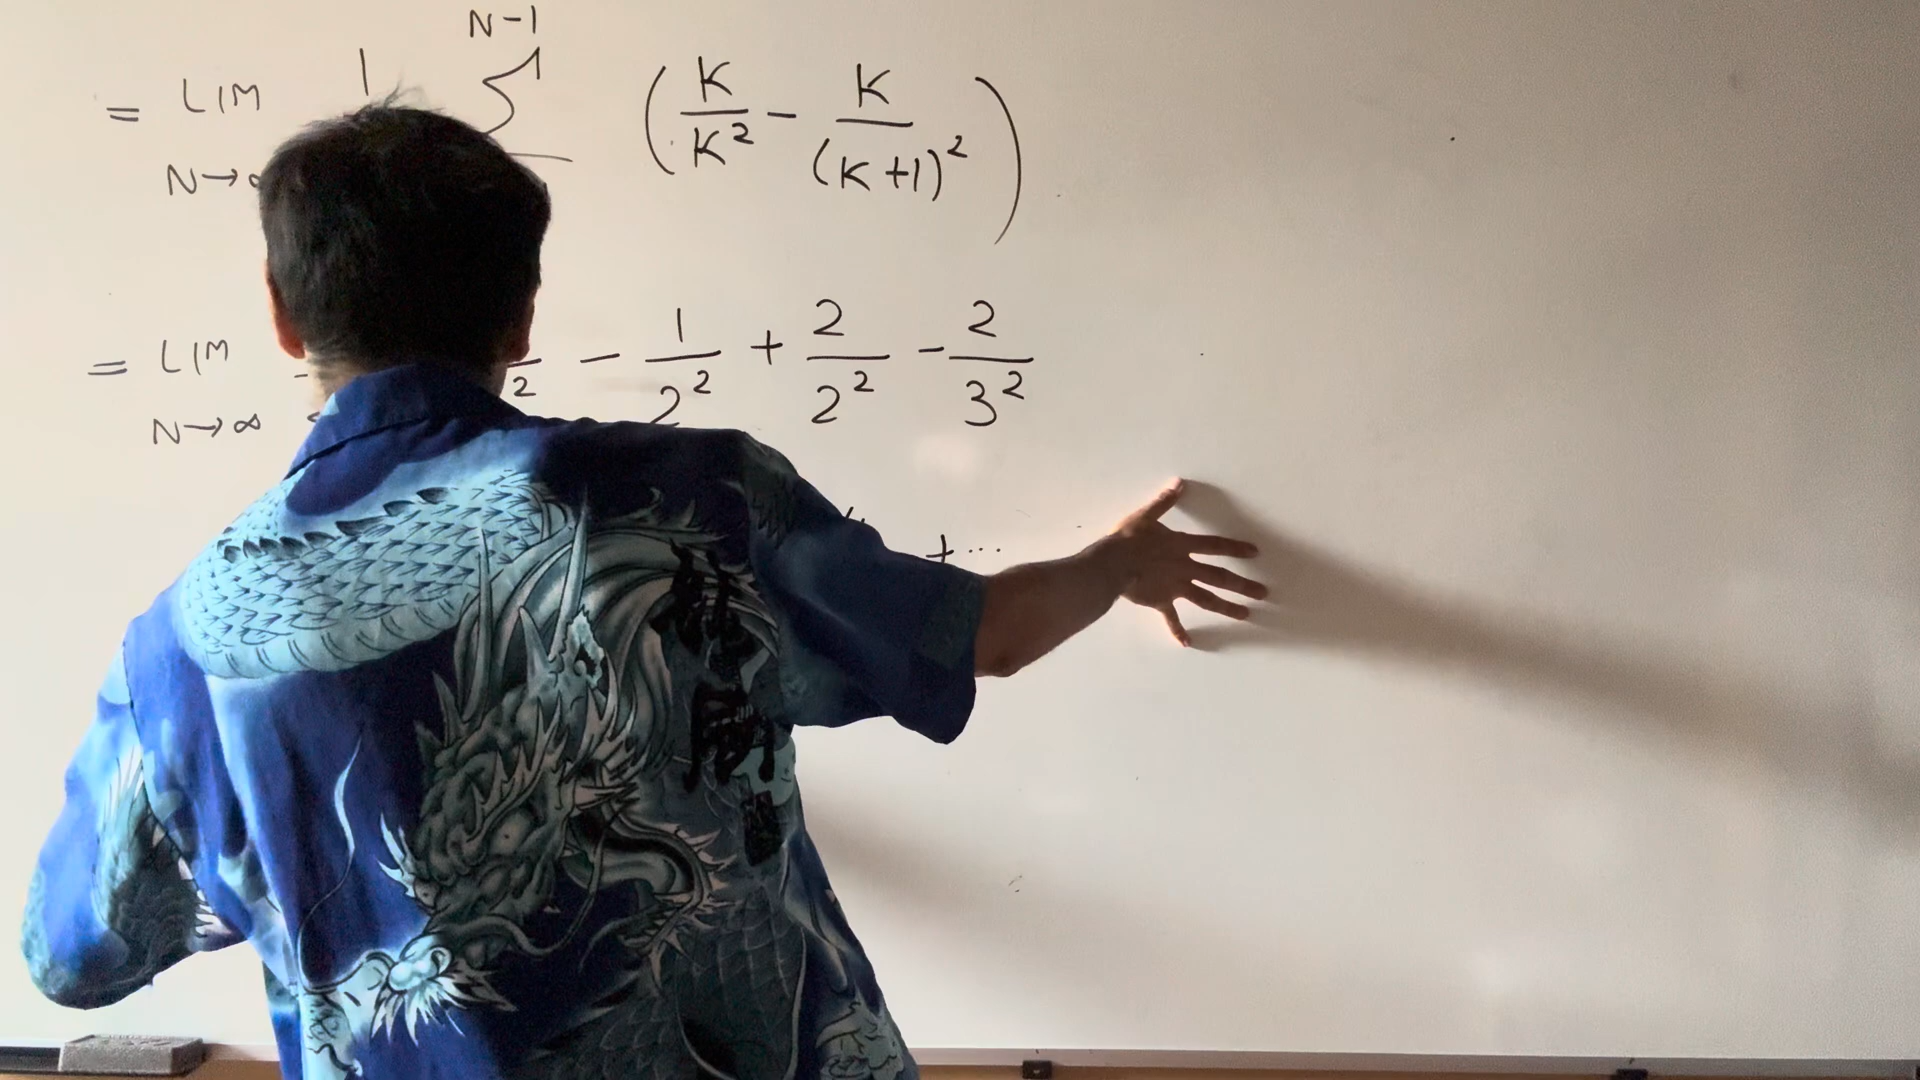 N-1
= LIM 1 Σ (K/K² - K/(K+1)²)
N→∞
= LIM - 2 - 1/2² + 2/2² - 2/3²
N→∞
+ ...